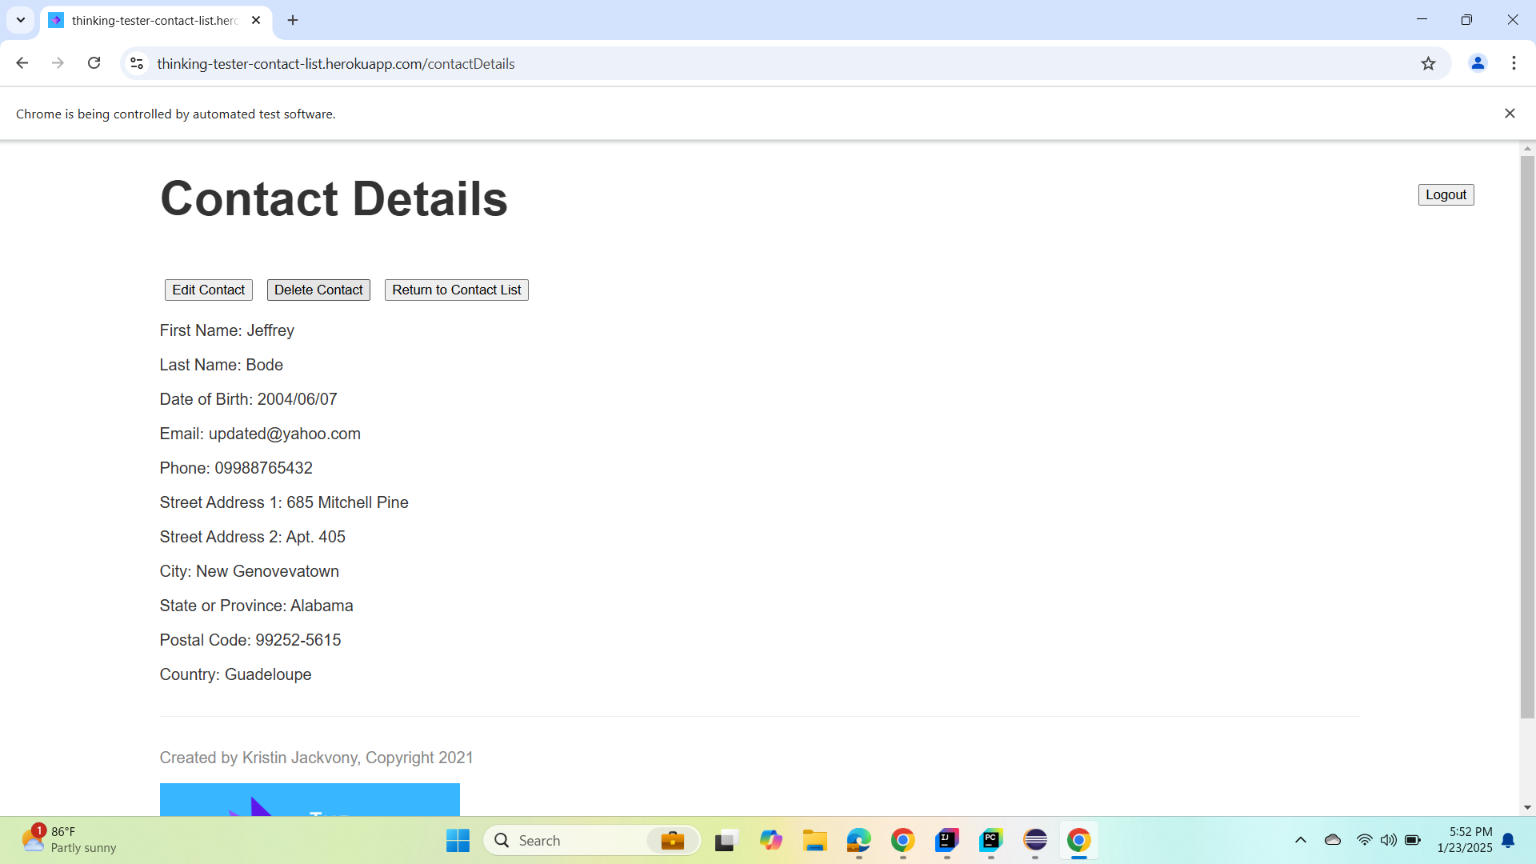 thinking-tester-contact-list.herc
thinking-tester-contact-list.herokuapp.com/contactDetails
Chrome is being controlled by automated test software.
Contact Details
Logout
Edit Contact
Delete Contact
Return to Contact List
First Name: Jeffrey
Last Name: Bode
Date of Birth: 2004/06/07
Email: updated@yahoo.com
Phone: 09988765432
Street Address 1: 685 Mitchell Pine
Street Address 2: Apt. 405
City: New Genovevatown
State or Province: Alabama
Postal Code: 99252-5615
Country: Guadeloupe
Created by Kristin Jackvony, Copyright 2021
1
86°F
Partly sunny
Search
IJ
PC
5:52 PM
1/23/2025